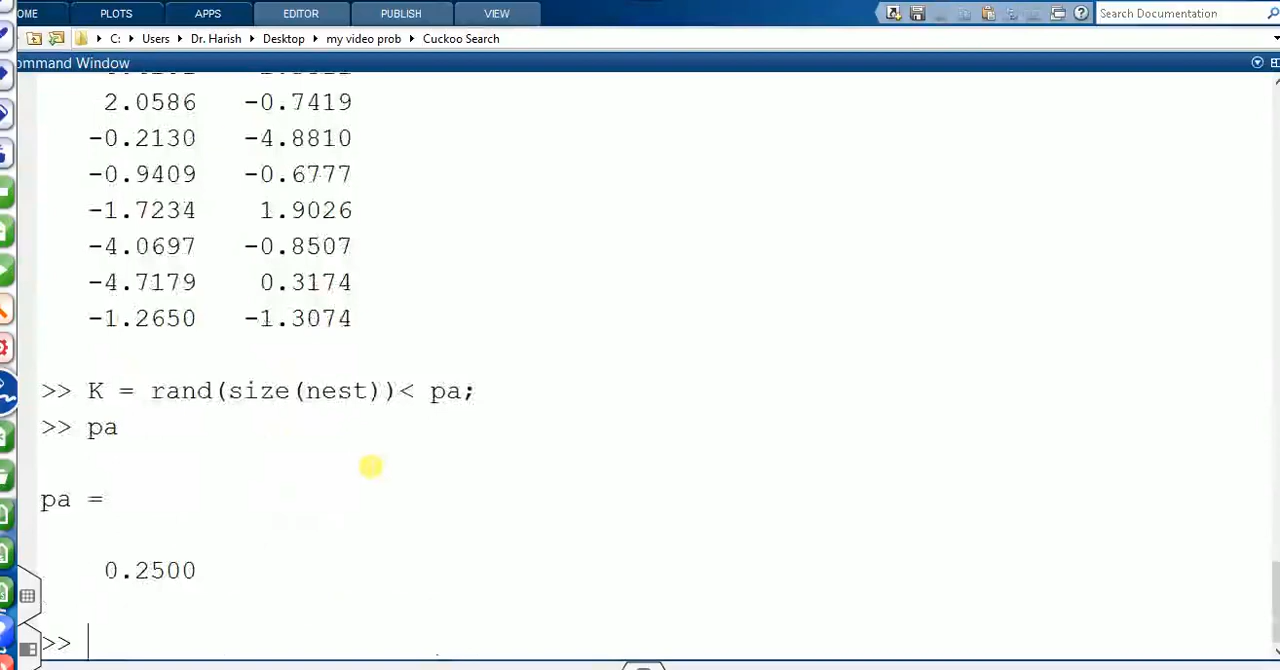 OME PLOTS APPS EDITOR PUBLISH VIEW Search Documentation
C: Users Dr. Harish Desktop my video prob Cuckoo Search
ommand Window
2.0586 -0.7419
-0.2130 -4.8810
-0.9409 -0.6777
-1.7234 1.9026
-4.0697 -0.8507
-4.7179 0.3174
-1.2650 -1.3074
>> K = rand(size(nest))< pa;
>> pa
pa =
0.2500
>>